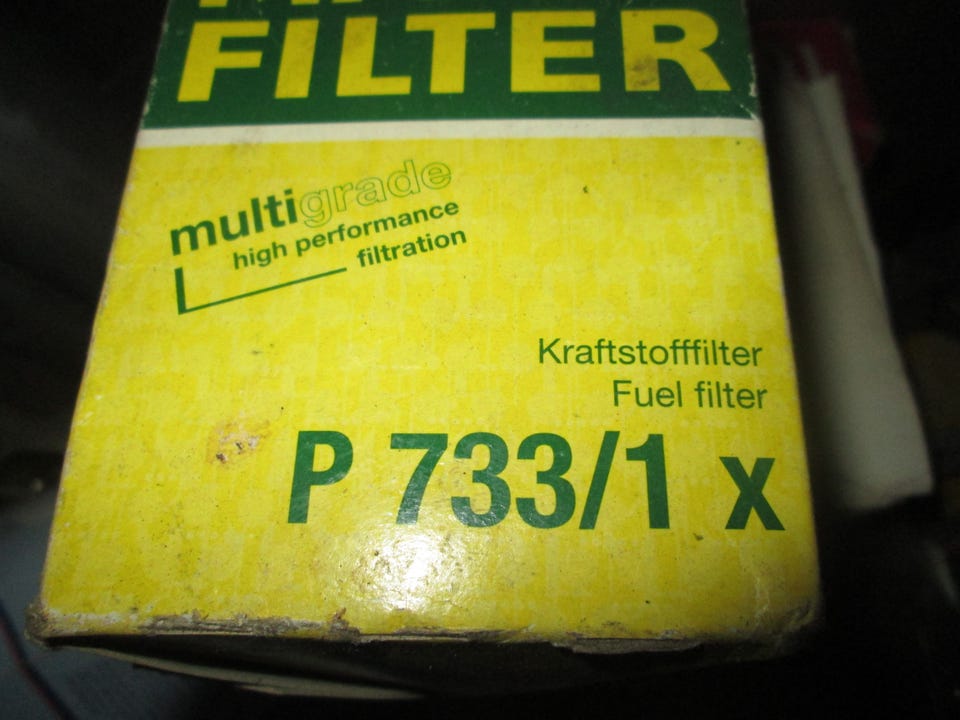 FILTER
multigrade
high performance
filtration
Kraftstofffilter
Fuel filter
P 733/1 x